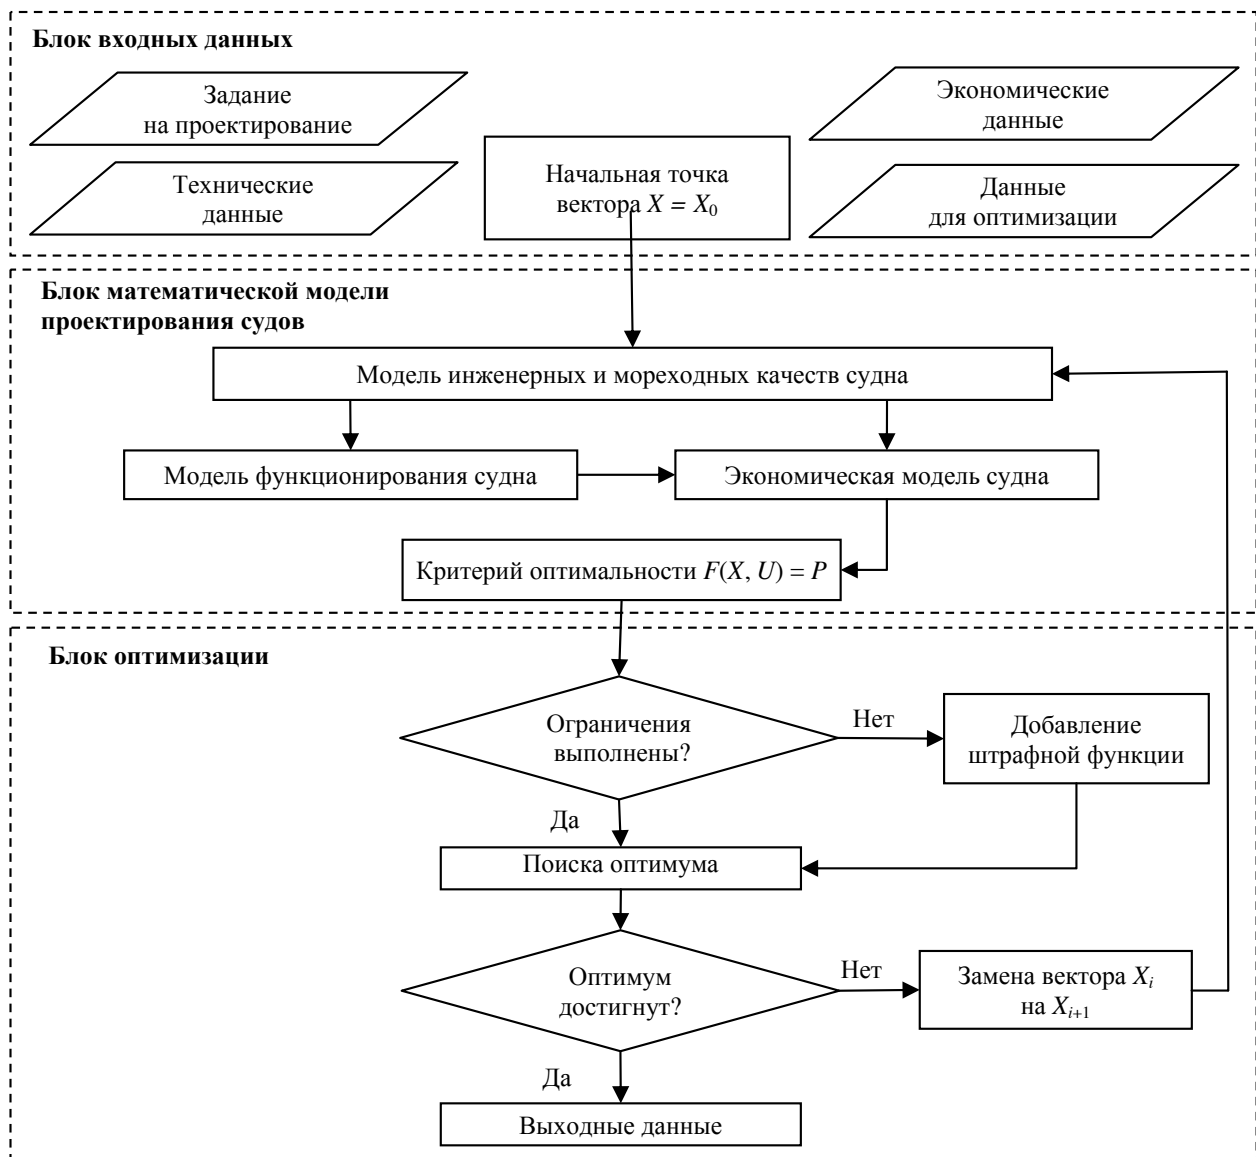 Блок входных данных
Задание
на проектирование
Экономические
данные
Технические
данные
Начальная точка
вектора X = X₀
Данные
для оптимизации
Блок математической модели
проектирования судов
Модель инженерных и мореходных качеств судна
Модель функционирования судна
Экономическая модель судна
Критерий оптимальности F(X, U) = P
Блок оптимизации
Ограничения
выполнены?
Нет
Добавление
штрафной функции
Да
Поиска оптимума
Оптимум
достигнут?
Нет
Замена вектора Xᵢ
на Xᵢ₊₁
Да
Выходные данные